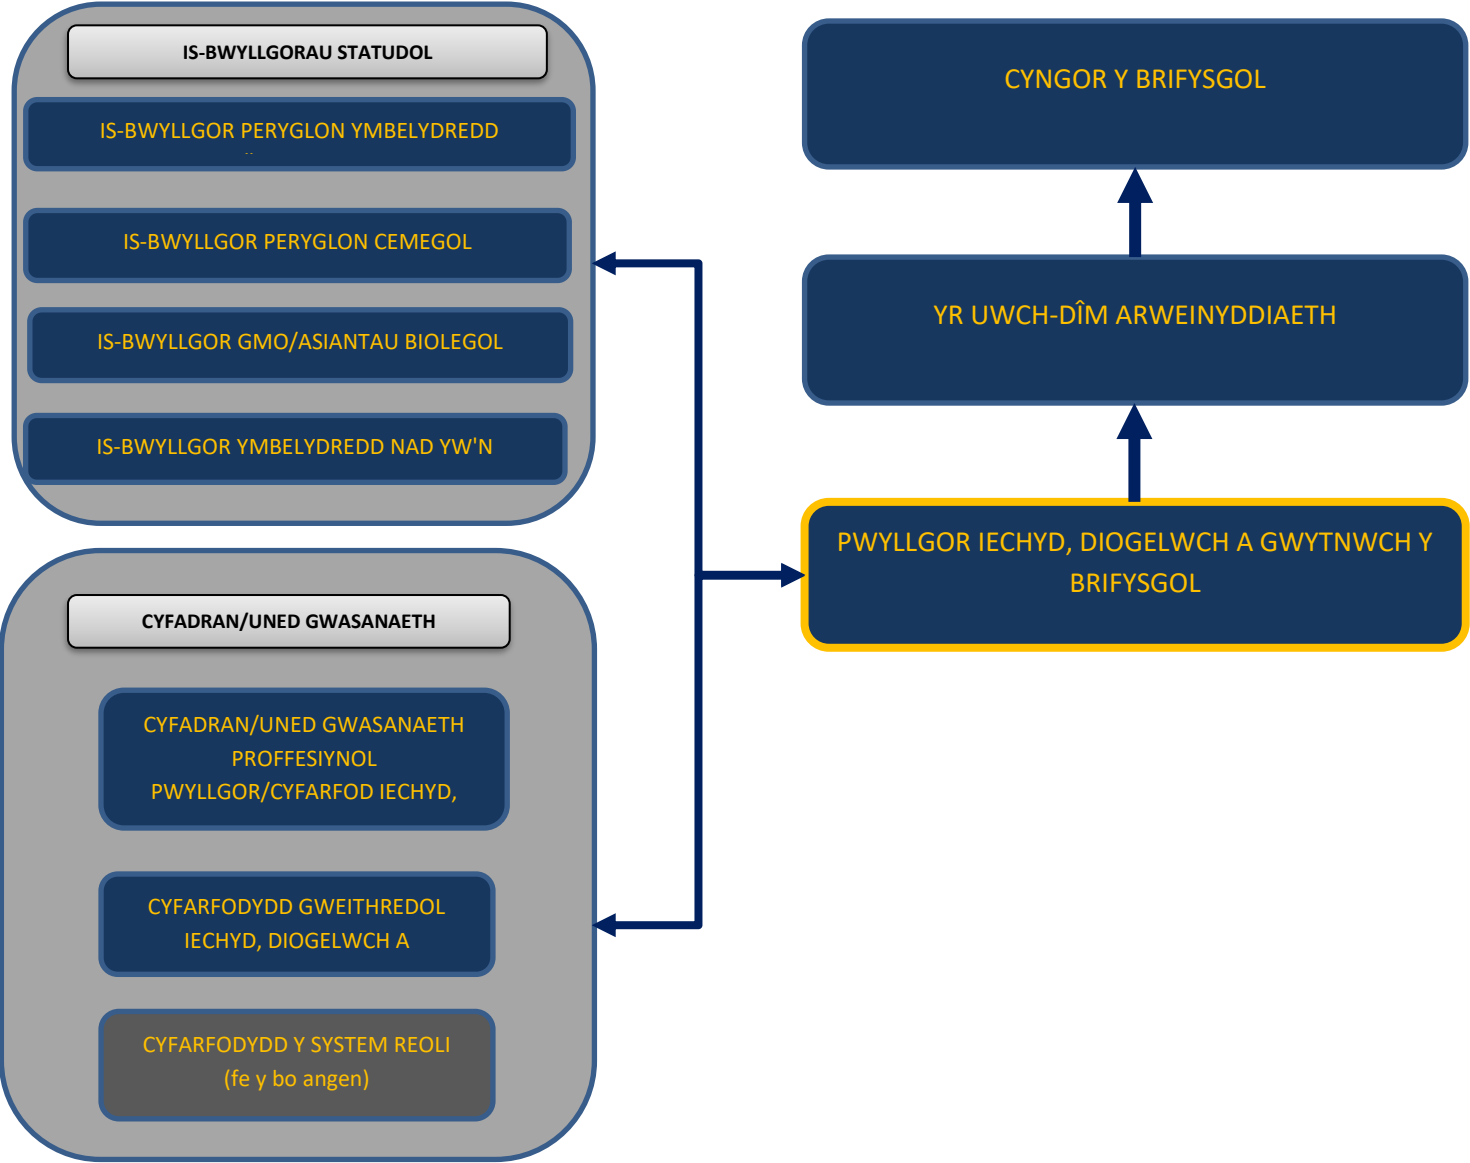 IS-BWYLLGORAU STATUDOL
IS-BWYLLGOR PERYGLON YMBELYDREDD
IS-BWYLLGOR PERYGLON CEMEGOL
IS-BWYLLGOR GMO/ASIANTAU BIOLEGOL
IS-BWYLLGOR YMBELYDREDD NAD YW'N
CYFADRAN/UNED GWASANAETH
CYFADRAN/UNED GWASANAETH
PROFFESIYNOL
PWYLLGOR/CYFARFOD IECHYD,
CYFARFODYDD GWEITHREDOL
IECHYD, DIOGELWCH A
CYFARFODYDD Y SYSTEM REOLI
(fe y bo angen)
CYNGOR Y BRIFYSGOL
YR UWCH-DÎM ARWEINYDDIAETH
PWYLLGOR IECHYD, DIOGELWCH A GWYTNWCH Y
BRIFYSGOL